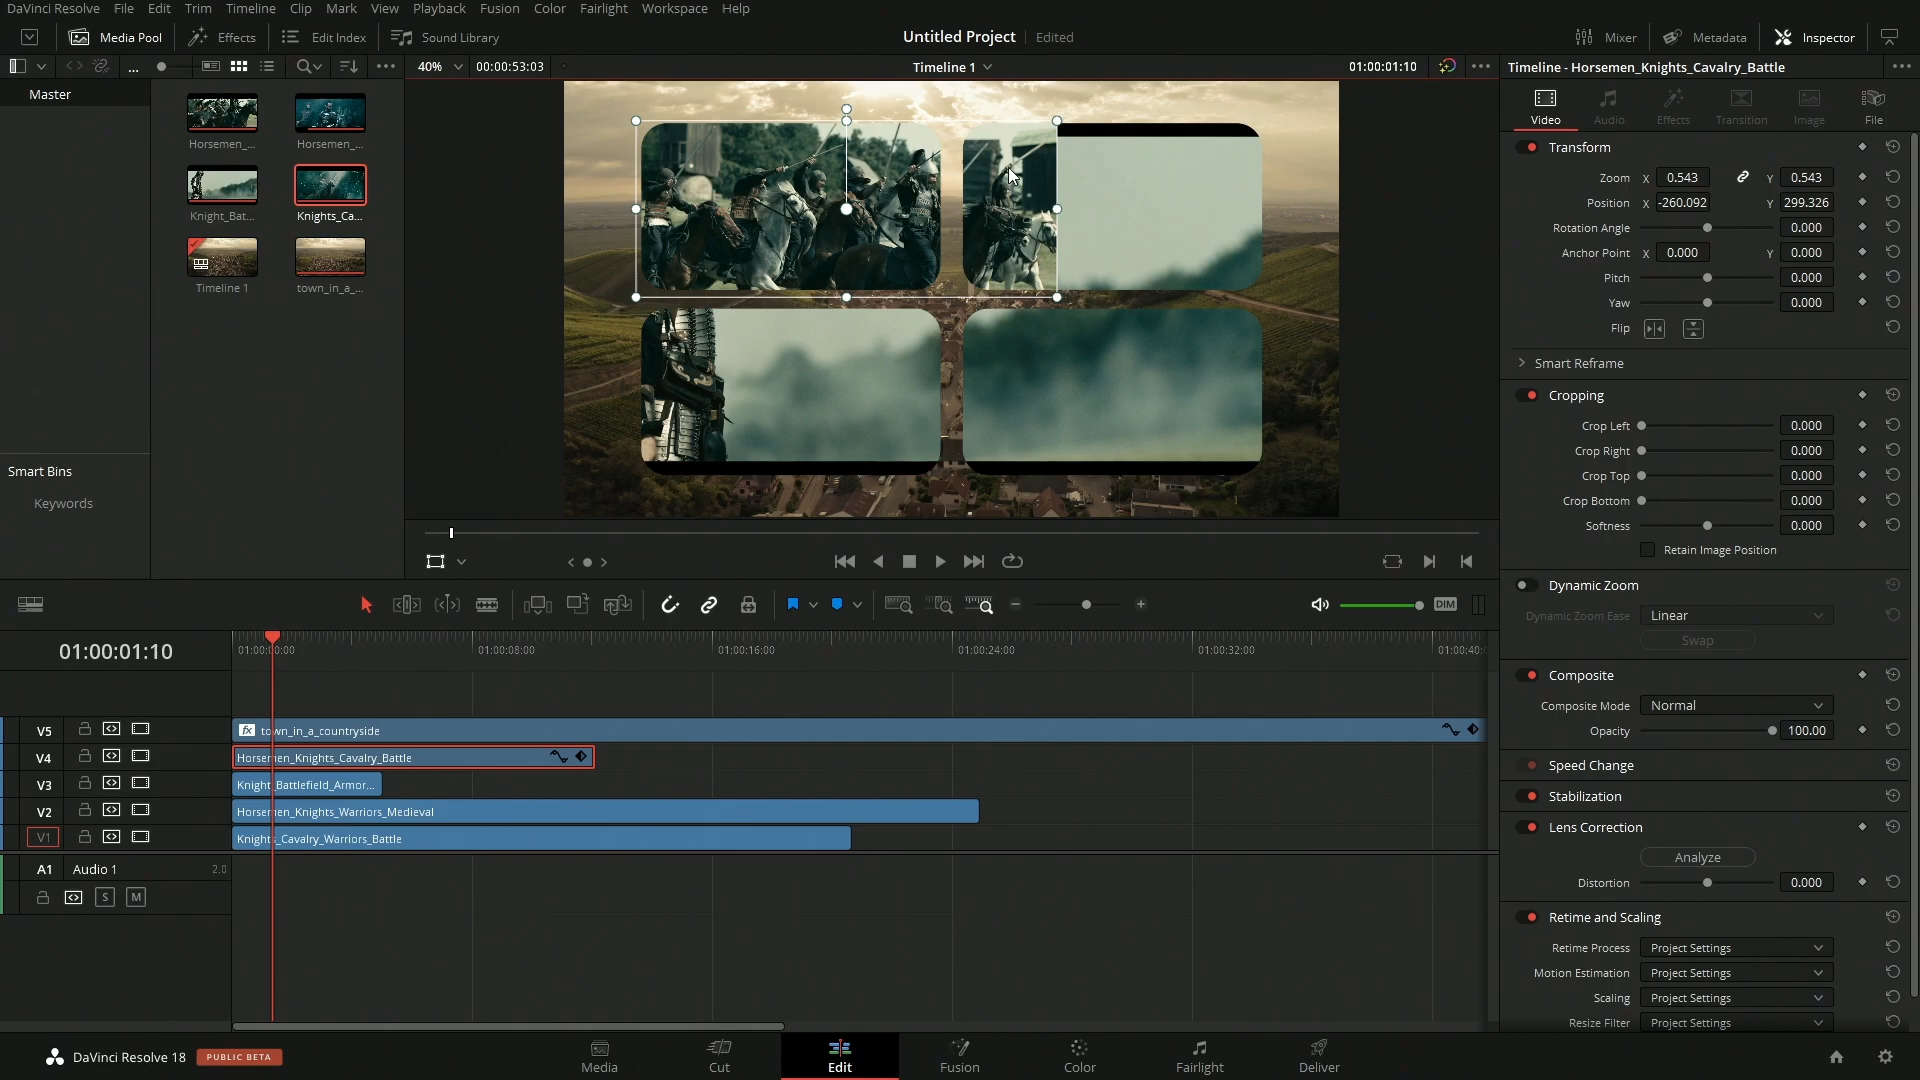 DaVinci Resolve File Edit Trim Timeline Clip Mark View Playback Fusion Color Fairlight Workspace Help
Media Pool Effects Edit Index Sound Library Untitled Project Edited Mixer Metadata Inspector
... 40% 00:00:53:03 Timeline 1 01:00:01:10 Timeline - Horsemen_Knights_Cavalry_Battle
Master
Horsemen_... Horsemen_...
Knight_Bat... Knights_Ca...
Timeline 1 town_in_a_...
Smart Bins
Keywords
Video Audio Effects Transition Image File
Transform
Zoom X 0.543 Y 0.543
Position X -260.092 Y 299.326
Rotation Angle 0.000
Anchor Point X 0.000 Y 0.000
Pitch 0.000
Yaw 0.000
Flip
Smart Reframe
Cropping
Crop Left 0.000
Crop Right 0.000
Crop Top 0.000
Crop Bottom 0.000
Softness 0.000
Retain Image Position
Dynamic Zoom
Dynamic Zoom Ease Linear
Swap
Composite
Composite Mode Normal
Opacity 100.00
Speed Change
Stabilization
Lens Correction
Analyze
Distortion 0.000
Retime and Scaling
Retime Process Project Settings
Motion Estimation Project Settings
Scaling Project Settings
Resize Filter Project Settings
DIM
01:00:01:10 01:00:00:00 01:00:08:00 01:00:16:00 01:00:24:00 01:00:32:00 01:00:40:
V5 fx town_in_a_countryside
V4 Horsemen_Knights_Cavalry_Battle
V3 Knight_Battlefield_Armor...
V2 Horsemen_Knights_Warriors_Medieval
V1 Knights_Cavalry_Warriors_Battle
A1 Audio 1 2.0
S M
DaVinci Resolve 18 PUBLIC BETA
Media Cut Edit Fusion Color Fairlight Deliver